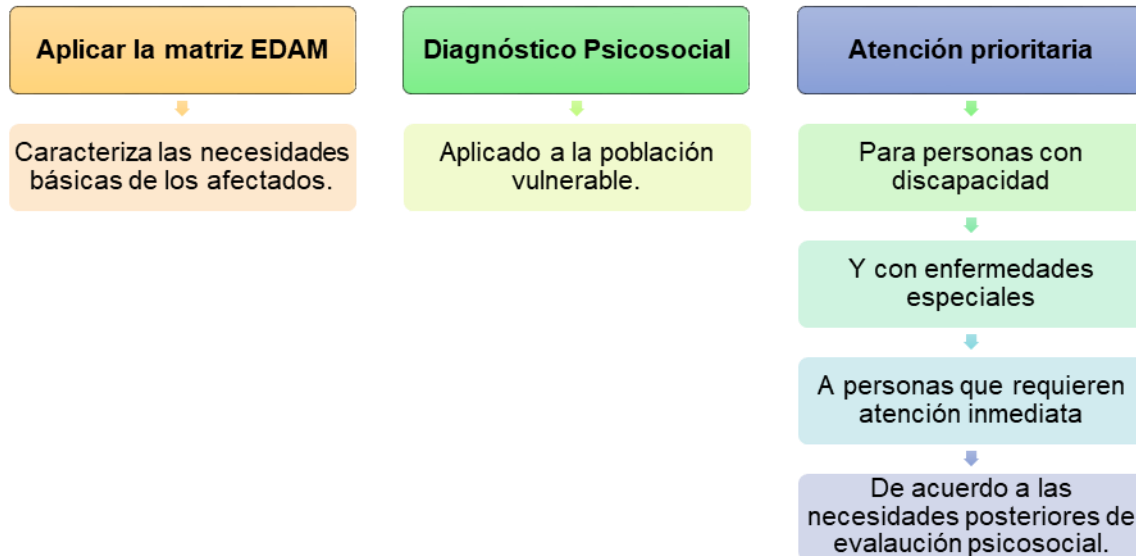 Aplicar la matriz EDAM
Caracteriza las necesidades
básicas de los afectados.
Diagnóstico Psicosocial
Aplicado a la población
vulnerable.
Atención prioritaria
Para personas con
discapacidad
Y con enfermedades
especiales
A personas que requieren
atención inmediata
De acuerdo a las
necesidades posteriores de
evalaución psicosocial.